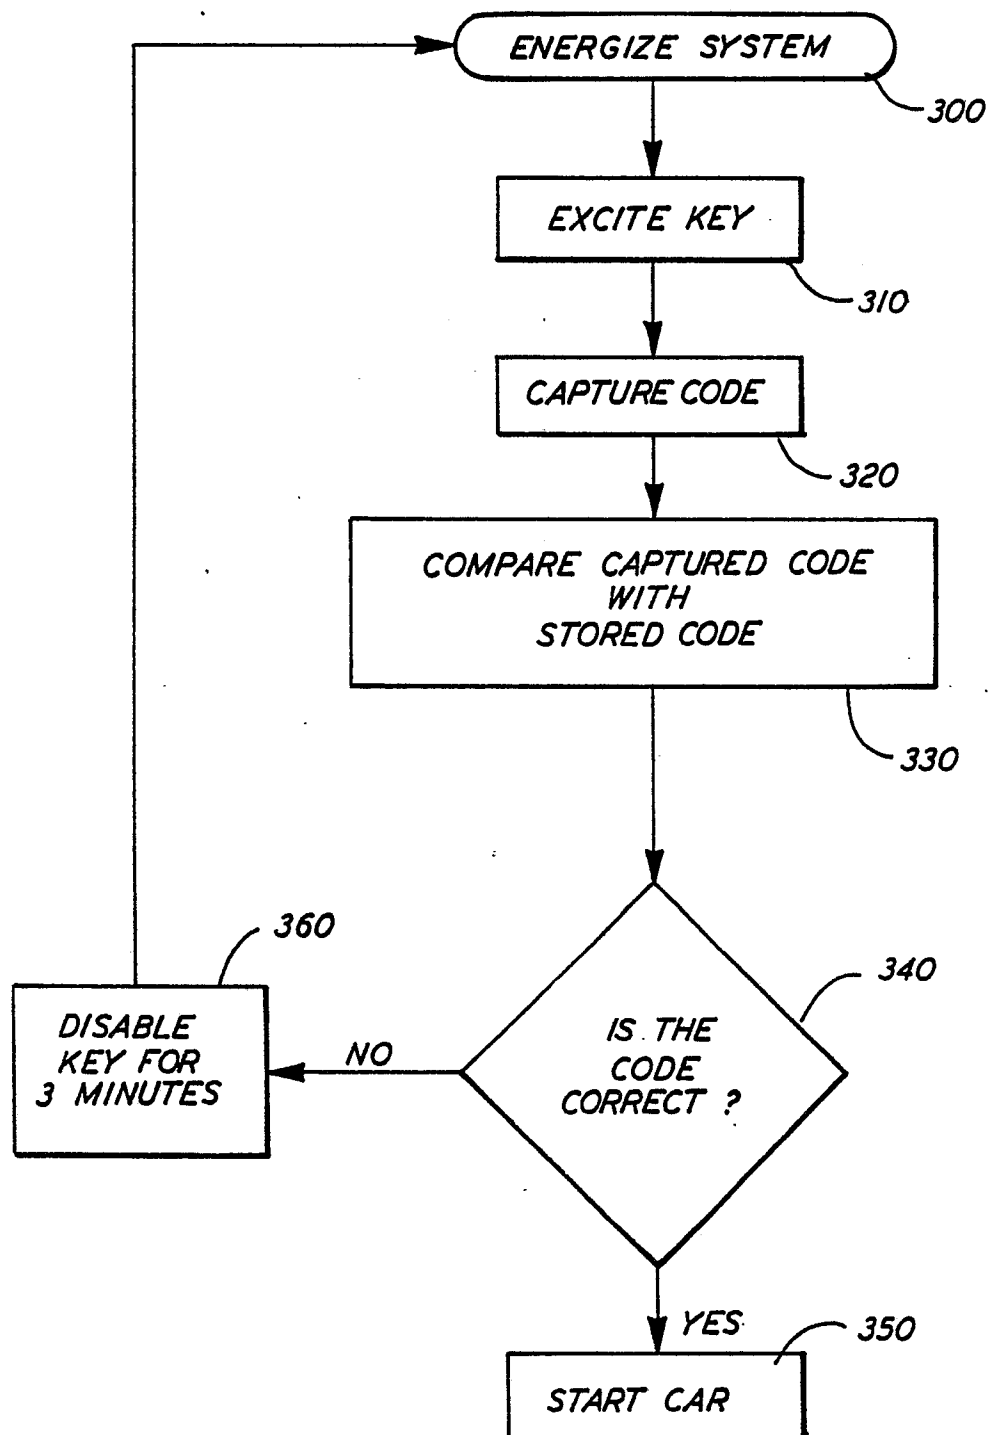 ENERGIZE SYSTEM
300
EXCITE KEY
310
CAPTURE CODE
320
COMPARE CAPTURED CODE
WITH
STORED CODE
330
360
340
DISABLE
KEY FOR
3 MINUTES
NO
IS THE
CODE
CORRECT ?
YES
350
START CAR